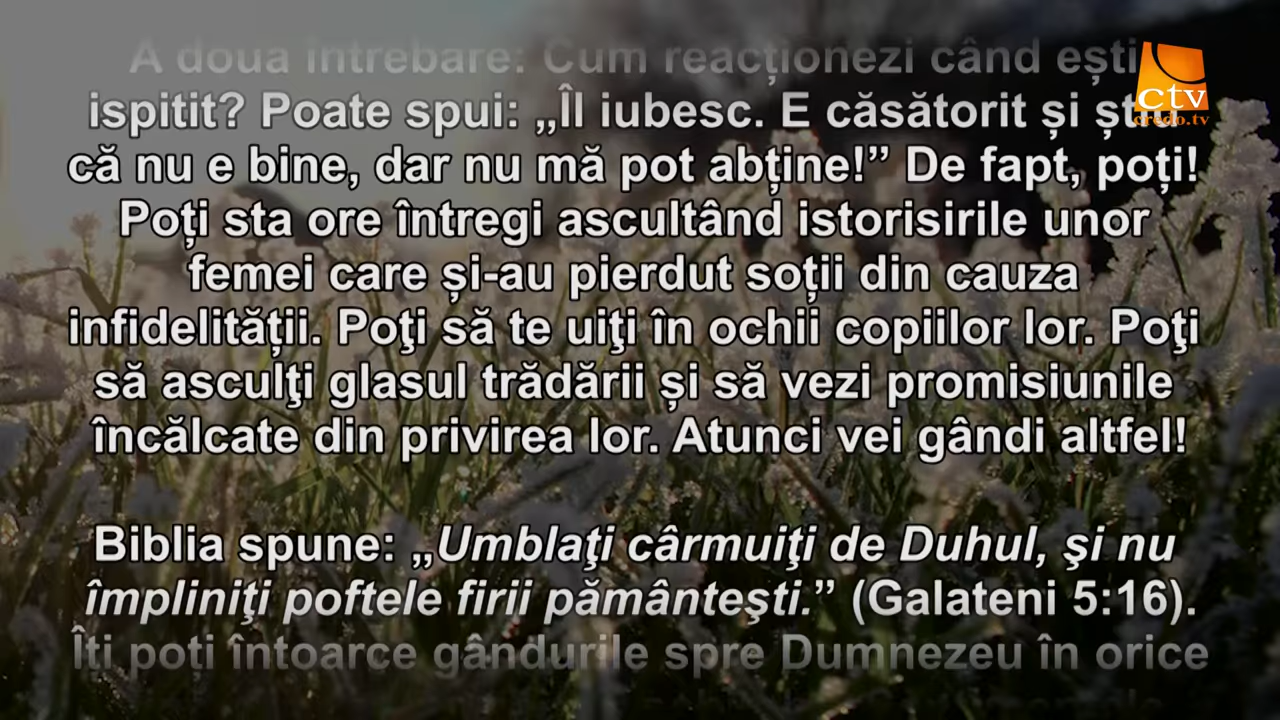 A doua întrebare: Cum reacționezi când ești
ispitit? Poate spui: „Îl iubesc. E căsătorit și știu
că nu e bine, dar nu mă pot abține!” De fapt, poți!
Poți sta ore întregi ascultând istorisirile unor
femei care și-au pierdut soții din cauza
infidelității. Poţi să te uiţi în ochii copiilor lor. Poţi
să asculţi glasul trădării și să vezi promisiunile
încălcate din privirea lor. Atunci vei gândi altfel!
Biblia spune: „Umblaţi cârmuiţi de Duhul, şi nu
împliniţi poftele firii pământeşti.” (Galateni 5:16).
Îți poți întoarce gândurile spre Dumnezeu în orice
ctv
credo.tv